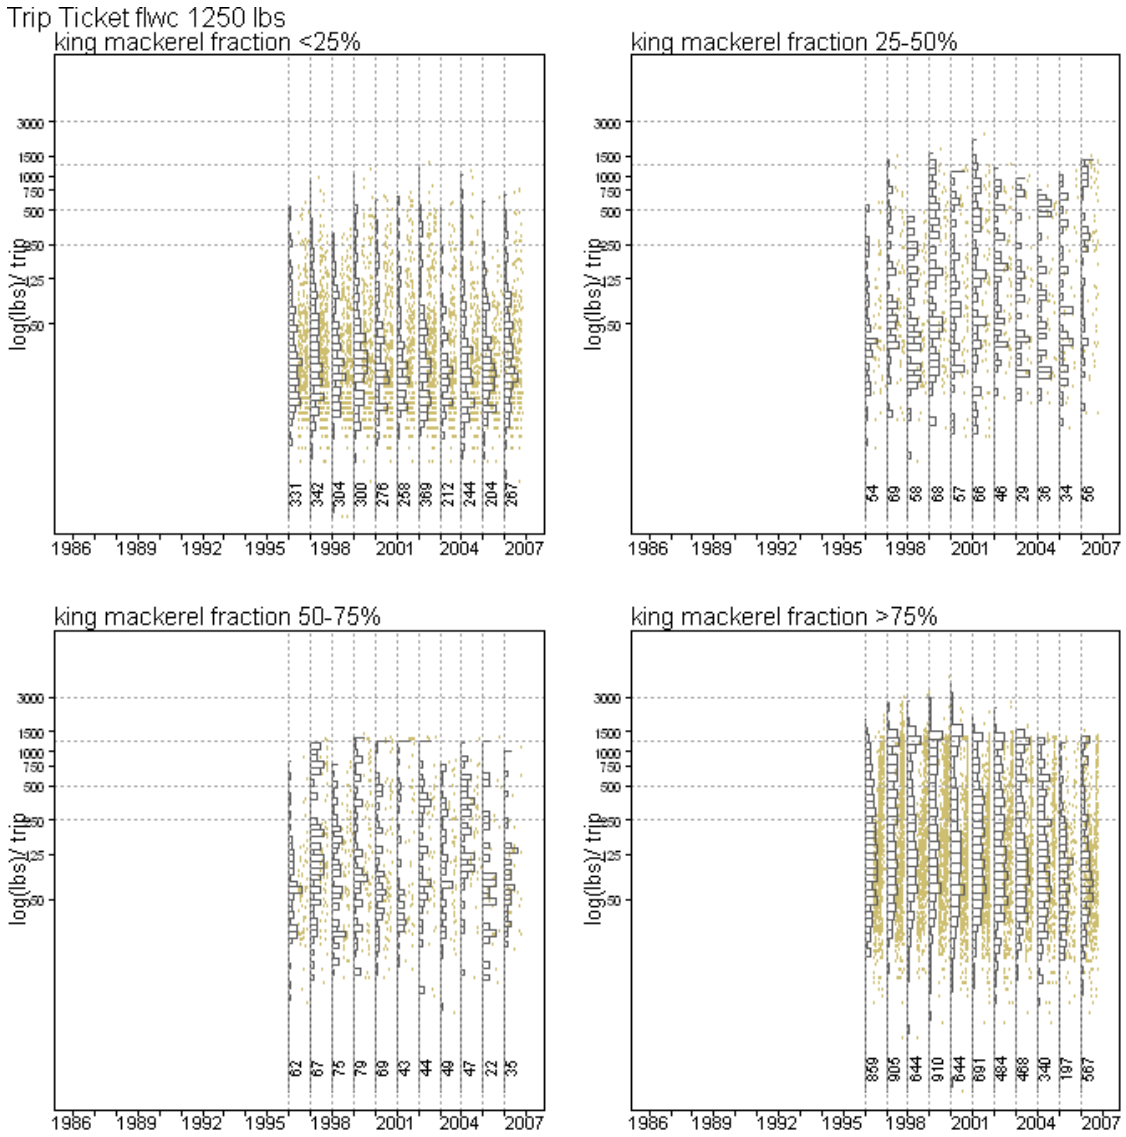 Trip Ticket flwc 1250 lbs
king mackerel fraction <25%
3000
1500
1000
750
500
250
125
50
log(lbs)/ trip
331 342 304 300 276 258 369 212 244 204 267
1986 1989 1992 1995 1998 2001 2004 2007
king mackerel fraction 25-50%
3000
1500
1000
750
500
250
125
50
log(lbs)/ trip
54 69 58 68 57 66 46 29 36 34 56
1986 1989 1992 1995 1998 2001 2004 2007
king mackerel fraction 50-75%
3000
1500
1000
750
500
250
125
50
log(lbs)/ trip
62 67 75 79 69 43 44 49 47 22 35
1986 1989 1992 1995 1998 2001 2004 2007
king mackerel fraction >75%
3000
1500
1000
750
500
250
125
50
log(lbs)/ trip
859 905 644 910 644 691 484 468 340 197 567
1986 1989 1992 1995 1998 2001 2004 2007